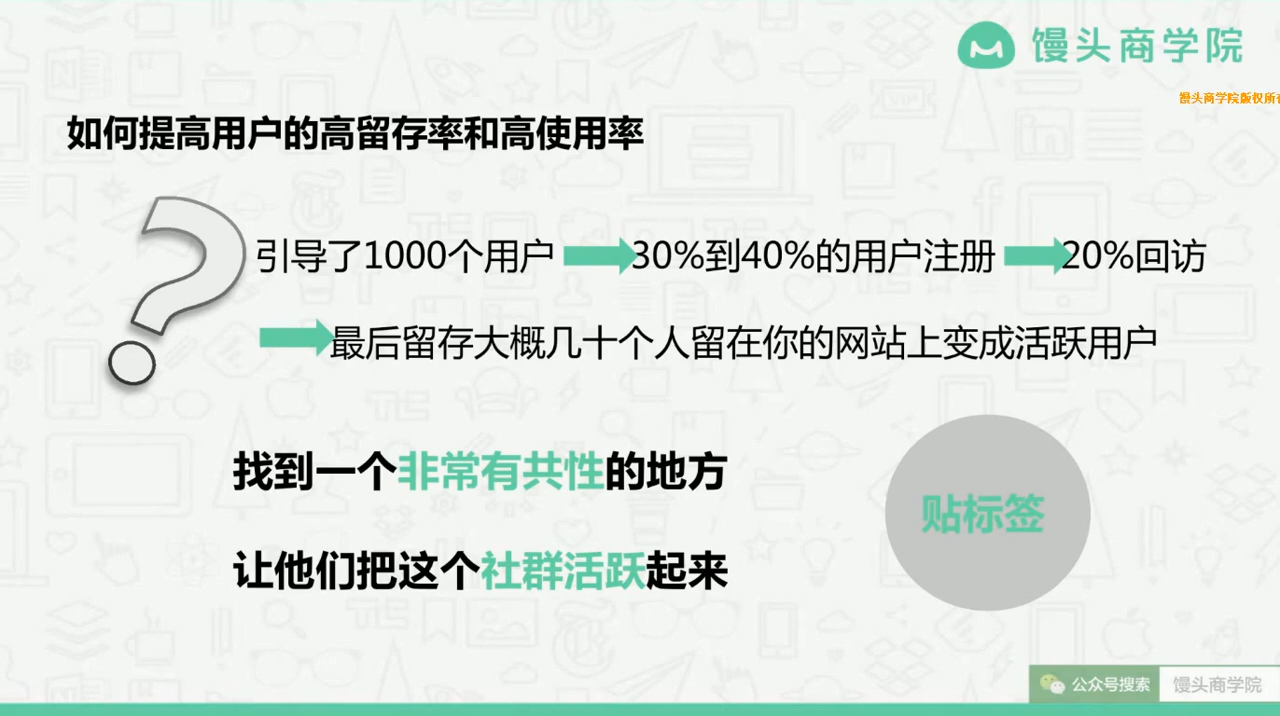 馒头商学院
馒头商学院版权所
如何提高用户的高留存率和高使用率
引导了1000个用户 30%到40%的用户注册 20%回访
最后留存大概几十个人留在你的网站上变成活跃用户
找到一个非常有共性的地方
贴标签
让他们把这个社群活跃起来
公众号搜索 馒头商学院